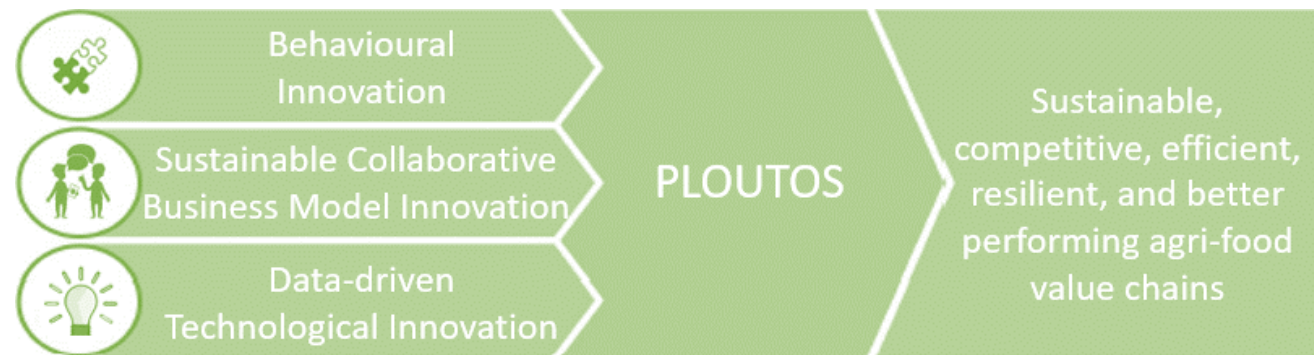 Behavioural
Innovation
Sustainable Collaborative
Business Model Innovation
Data-driven
Technological Innovation
PLOUTOS
Sustainable,
competitive, efficient,
resilient, and better
performing agri-food
value chains